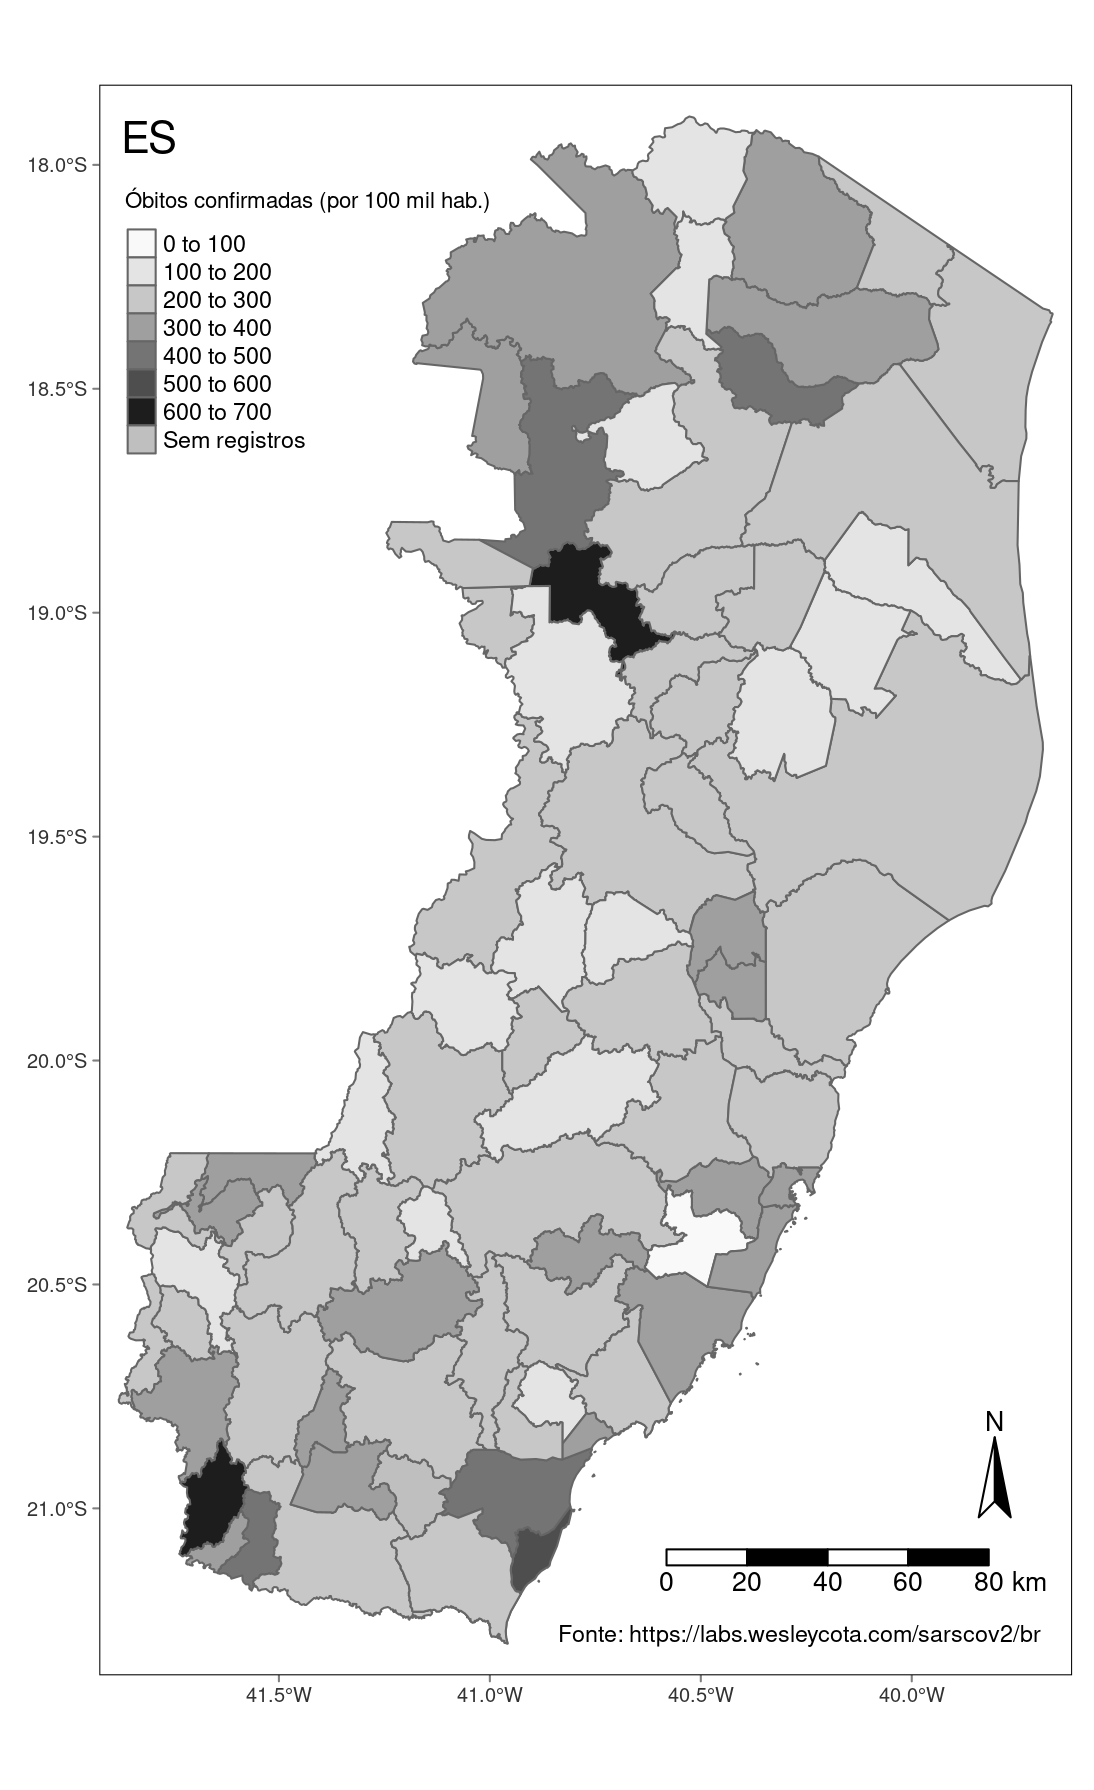 ES
Óbitos confirmadas (por 100 mil hab.)
0 to 100
100 to 200
200 to 300
300 to 400
400 to 500
500 to 600
600 to 700
Sem registros
18.0°S
18.5°S
19.0°S
19.5°S
20.0°S
20.5°S
21.0°S
N
0 20 40 60 80 km
Fonte: https://labs.wesleycota.com/sarscov2/br
41.5°W 41.0°W 40.5°W 40.0°W